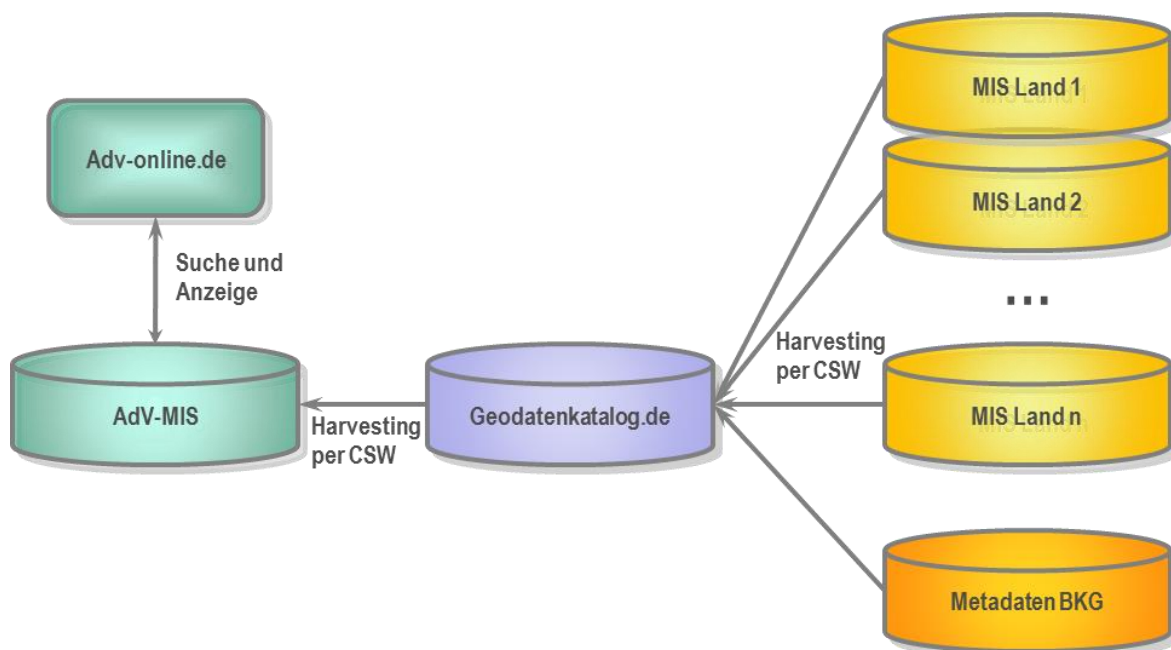 MIS Land 1
Adv-online.de
MIS Land 2
Suche und
Anzeige
...
Harvesting
per CSW
AdV-MIS
Harvesting
per CSW
Geodatenkatalog.de
MIS Land n
Metadaten BKG